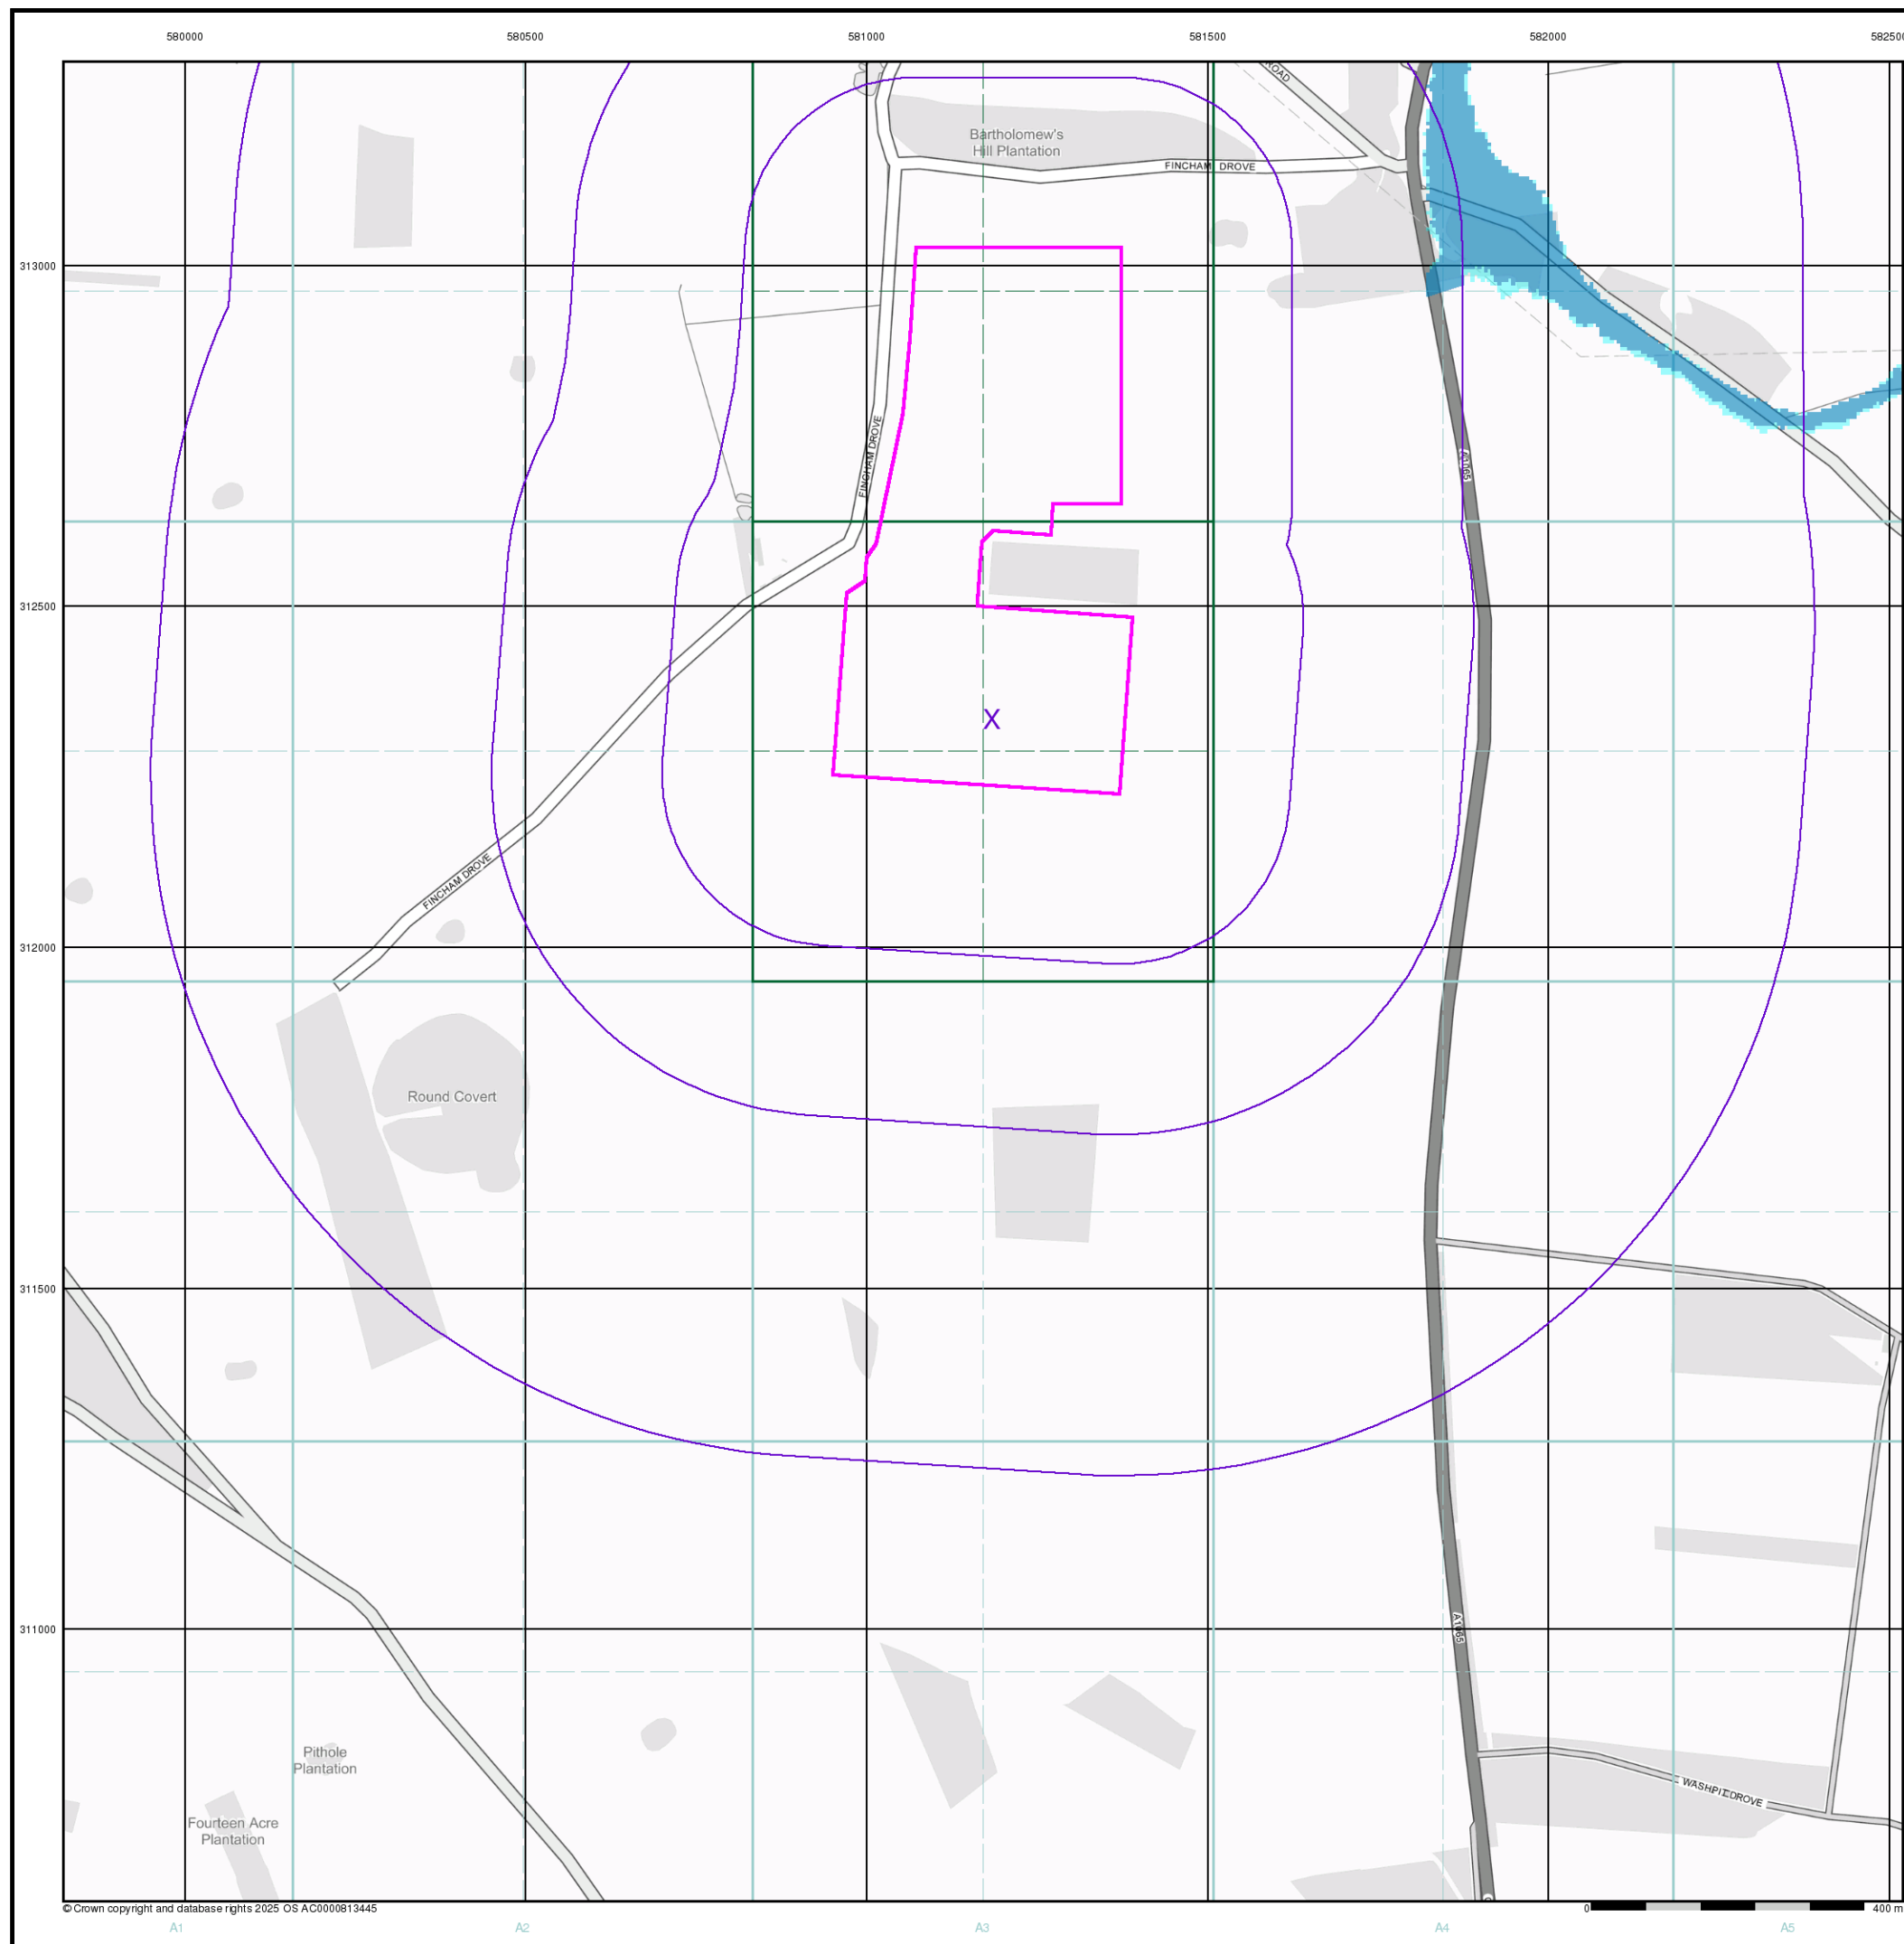 580000
580500
581000
581500
582000
58250
ROAD
Bartholomew's
Hill Plantation
FINCHAM DROVE
313000
FINCHAM DROVE
A1065
312500
X
FINCHAM DROVE
312000
Round Covert
311500
311000
A1065
Pithole
Plantation
WASHPIT DROVE
Fourteen Acre
Plantation
© Crown copyright and database rights 2025 OS AC0000813445
0
400 m
A1
A2
A3
A4
A5